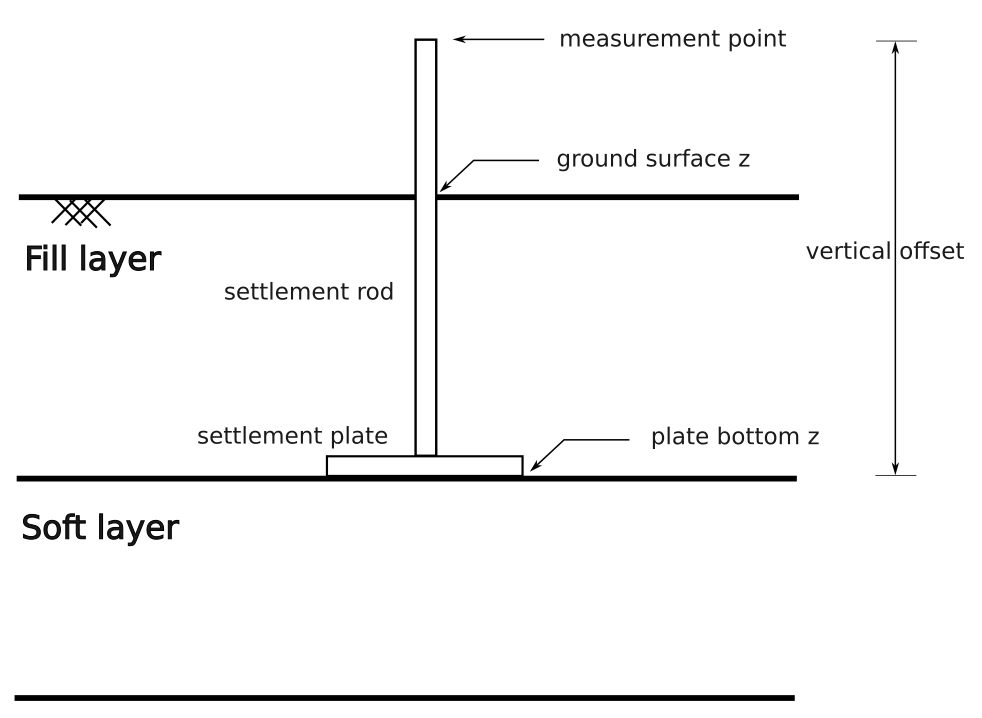 measurement point
ground surface z
vertical offset
Fill layer
settlement rod
settlement plate
plate bottom z
Soft layer